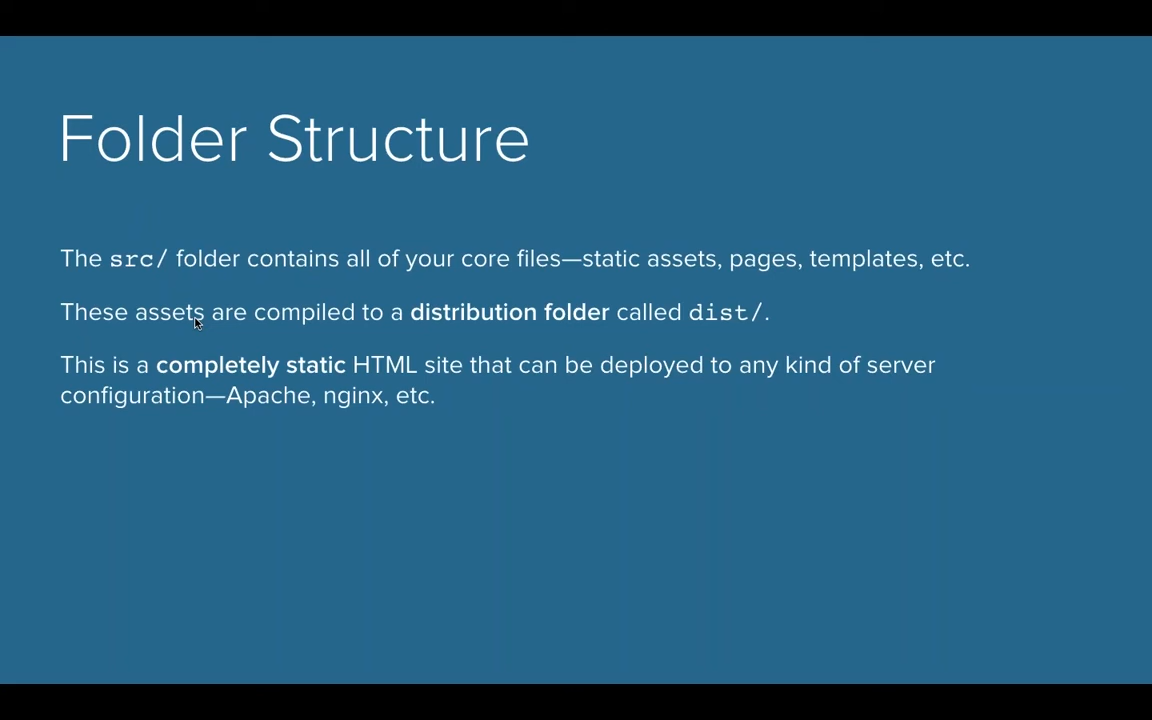 Folder Structure
The src/ folder contains all of your core files—static assets, pages, templates, etc.
These assets are compiled to a distribution folder called dist/.
This is a completely static HTML site that can be deployed to any kind of server
configuration—Apache, nginx, etc.